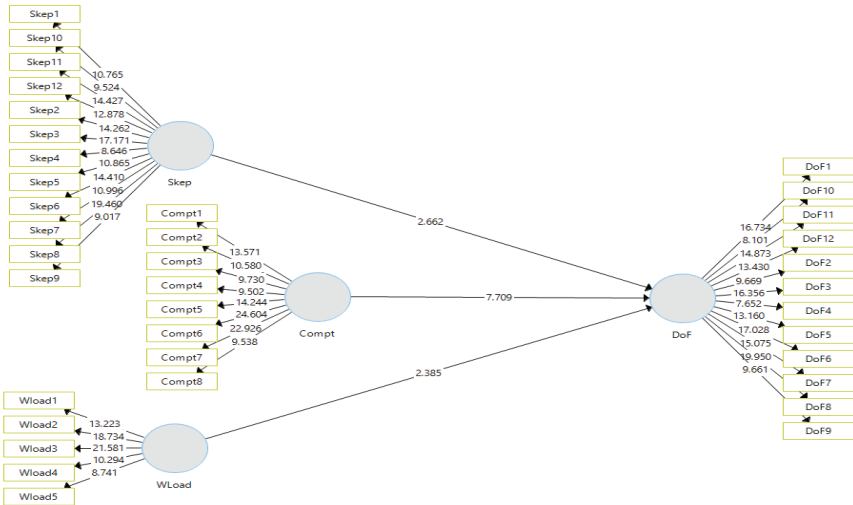 Skep1
Skep10
Skep11
Skep12
Skep2
Skep3
Skep4
Skep5
Skep6
Skep7
Skep8
Skep9
10.765
9.524
14.427
12.878
14.262
17.171
8.646
10.865
14.410
10.996
19.460
9.017
Skep
2.662
Compt1
Compt2
Compt3
Compt4
Compt5
Compt6
Compt7
Compt8
13.571
10.580
9.730
9.502
14.244
24.604
22.926
9.538
Compt
7.709
Wload1
Wload2
Wload3
Wload4
Wload5
13.223
18.734
21.581
10.294
8.741
WLoad
2.385
DoF
16.734
8.101
14.873
13.430
9.669
16.356
7.652
13.160
17.028
15.075
19.950
9.661
DoF1
DoF10
DoF11
DoF12
DoF2
DoF3
DoF4
DoF5
DoF6
DoF7
DoF8
DoF9